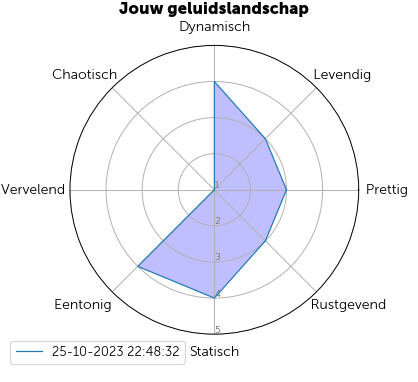 Jouw geluidslandschap
Dynamisch
Chaotisch
Levendig
Vervelend
1
Prettig
2
3
4
Eentonig
Rustgevend
5
25-10-2023 22:48:32
Statisch